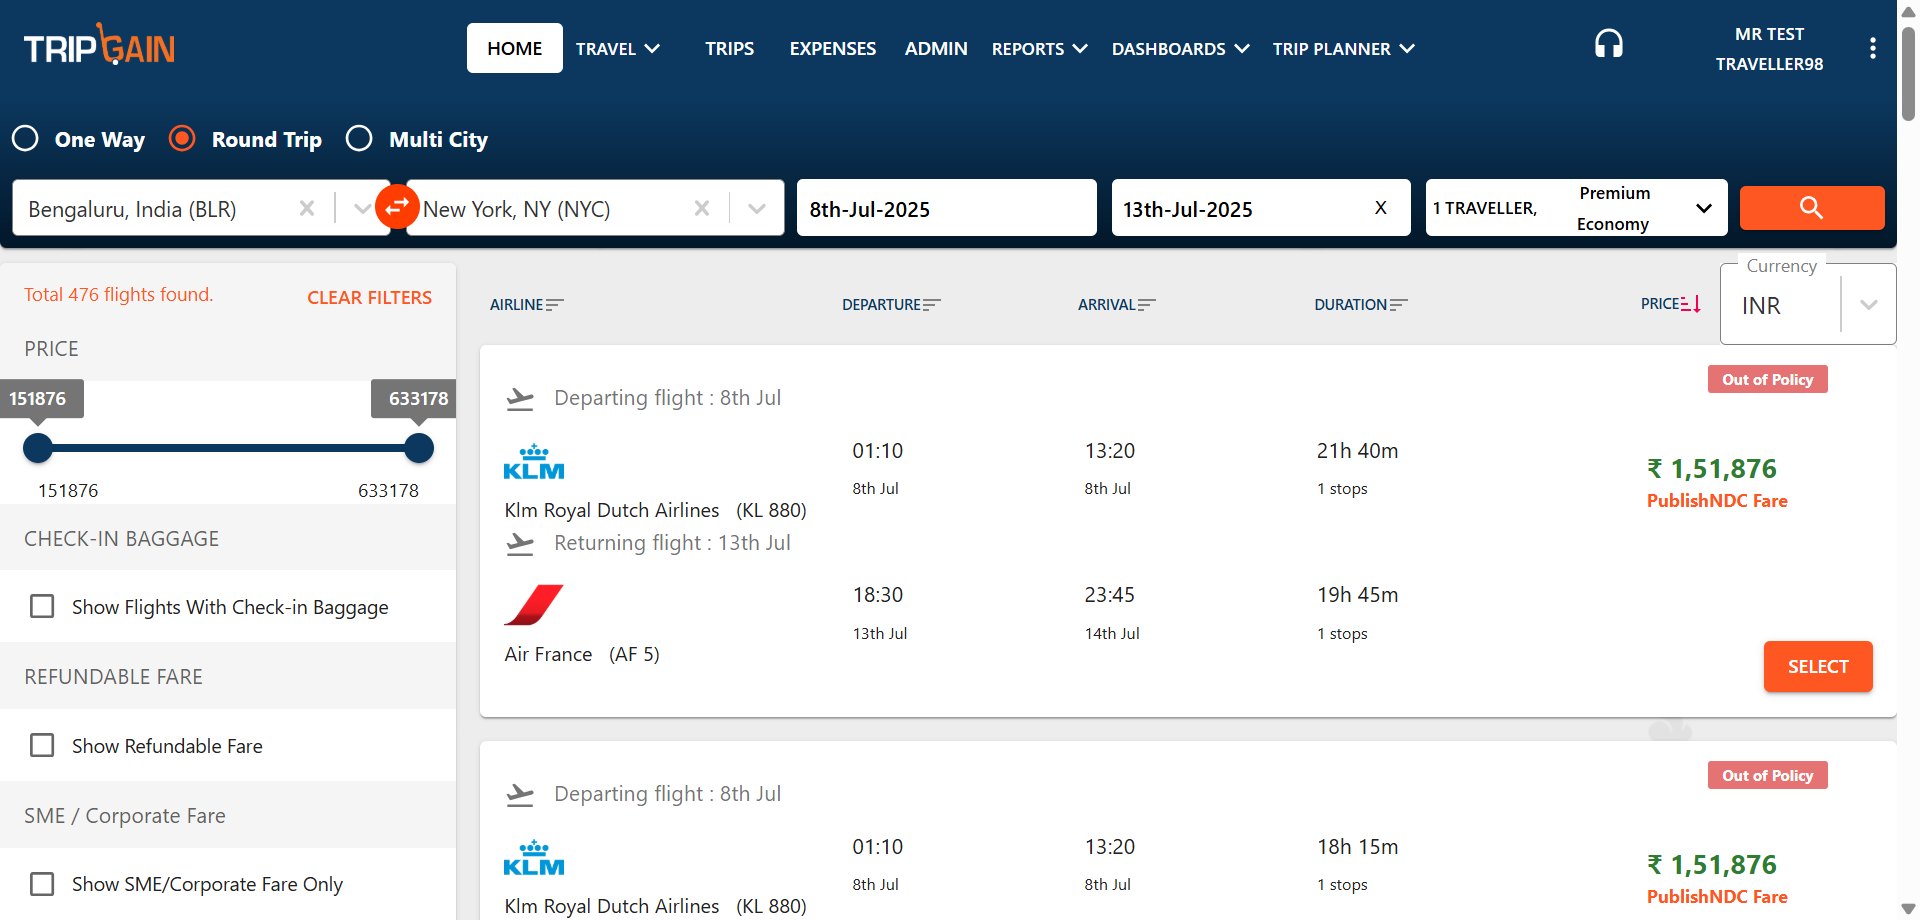 TRIPGAIN
HOME TRAVEL TRIPS EXPENSES ADMIN REPORTS DASHBOARDS TRIP PLANNER
MR TEST
TRAVELLER98
One Way Round Trip Multi City
Bengaluru, India (BLR) New York, NY (NYC) 8th-Jul-2025 13th-Jul-2025 X 1 TRAVELLER, Premium
Economy
Total 476 flights found. CLEAR FILTERS
PRICE
151876 633178
151876 633178
CHECK-IN BAGGAGE
Show Flights With Check-in Baggage
REFUNDABLE FARE
Show Refundable Fare
SME / Corporate Fare
Show SME/Corporate Fare Only
AIRLINE DEPARTURE ARRIVAL DURATION PRICE
Currency
INR
Out of Policy
Departing flight : 8th Jul
KLM
01:10 13:20 21h 40m
8th Jul 8th Jul 1 stops
₹ 1,51,876
PublishNDC Fare
Klm Royal Dutch Airlines (KL 880)
Returning flight : 13th Jul
18:30 23:45 19h 45m
13th Jul 14th Jul 1 stops
Air France (AF 5)
SELECT
Out of Policy
Departing flight : 8th Jul
KLM
01:10 13:20 18h 15m
8th Jul 8th Jul 1 stops
₹ 1,51,876
PublishNDC Fare
Klm Royal Dutch Airlines (KL 880)